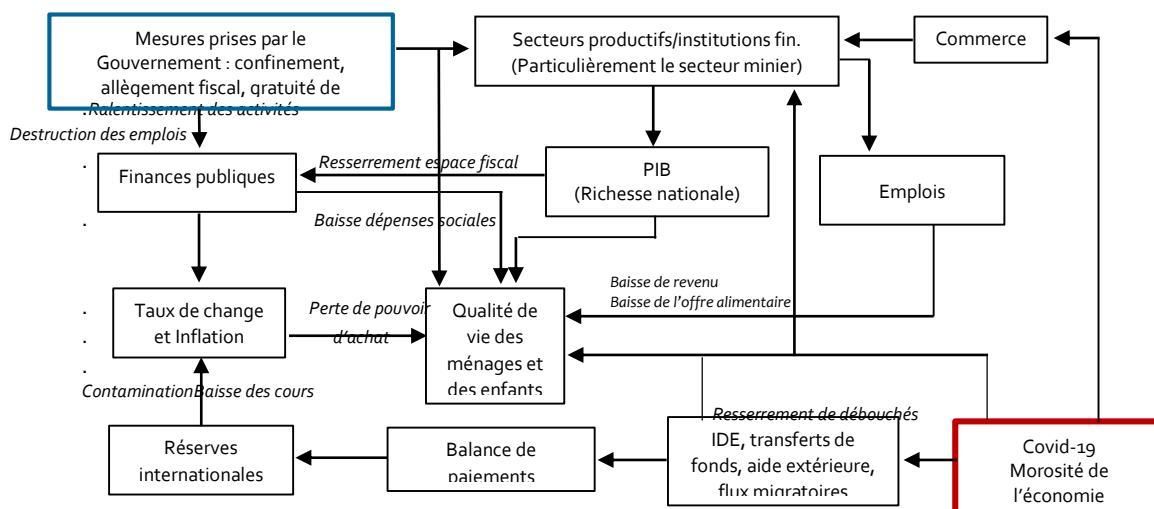 Mesures prises par le
Gouvernement : confinement,
allègement fiscal, gratuité de
Secteurs productifs/institutions fin.
(Particulièrement le secteur minier)
Commerce
.Ralentissement des activités
Destruction des emplois
.
Finances publiques
Resserrement espace fiscal
PIB
(Richesse nationale)
Emplois
.
Baisse dépenses sociales
Baisse de revenu
Baisse de l'offre alimentaire
.
.
.
Taux de change
et Inflation
Perte de pouvoir
d'achat
Qualité de
vie des
ménages et
des enfants
ContaminationBaisse des cours
Resserrement de débouchés
Réserves
internationales
Balance de
paiements
IDE, transferts de
fonds, aide extérieure,
flux migratoires
Covid-19
Morosité de
l'économie